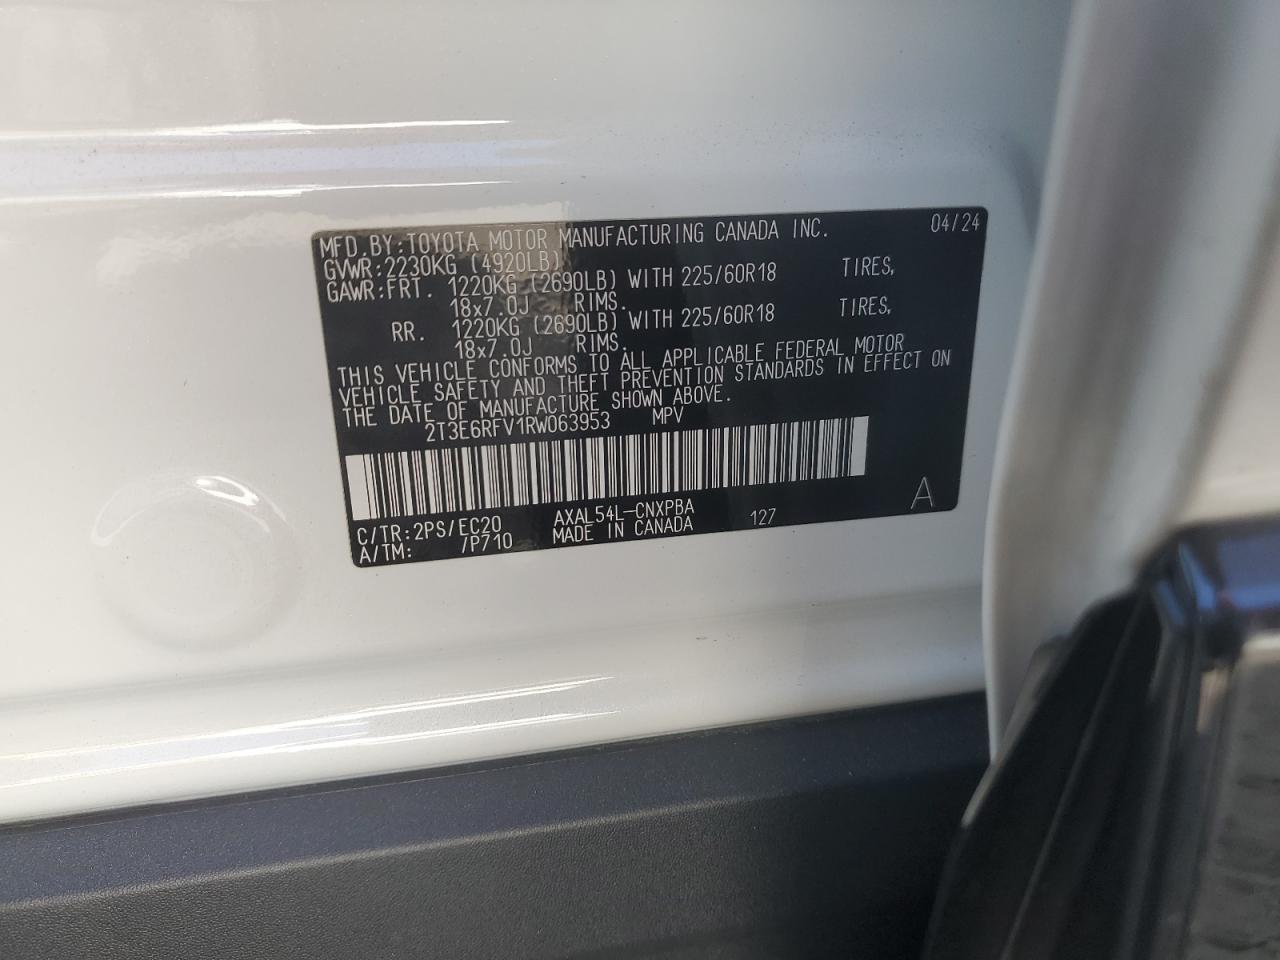 MFD.BY:TOYOTA MOTOR MANUFACTURING CANADA INC. 04/24
GVWR:2230KG (4920LB)
GAWR:FRT. 1220KG (2690LB) WITH 225/60R18 TIRES,
18x7.0J RIMS.
RR. 1220KG (2690LB) WITH 225/60R18 TIRES,
18x7.0J RIMS.
THIS VEHICLE CONFORMS TO ALL APPLICABLE FEDERAL MOTOR
VEHICLE SAFETY AND THEFT PREVENTION STANDARDS IN EFFECT ON
THE DATE OF MANUFACTURE SHOWN ABOVE.
2T3E6RFV1RW063953 MPV
C/TR:2PS/EC20 AXAL54L-CNXPBA 127 A
A/TM: /P710 MADE IN CANADA